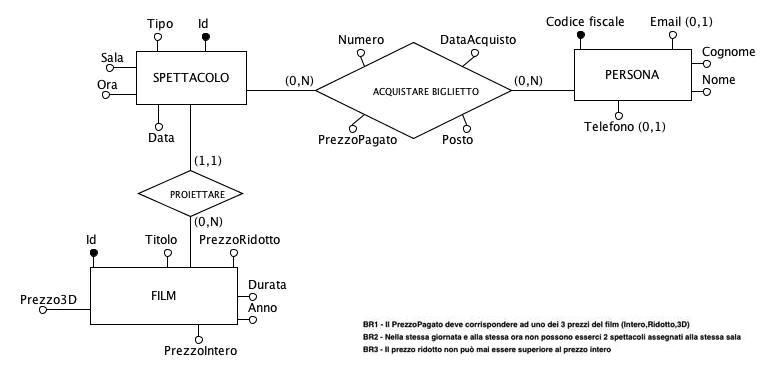 Tipo Id
Codice fiscale Email (0,1)
Numero DataAcquisto
Sala Cognome
SPETTACOLO (0,N) (0,N) PERSONA
Ora ACQUISTARE BIGLIETTO Nome
Data PrezzoPagato Posto Telefono (0,1)
(1,1)
PROIETTARE
(0,N)
Id Titolo PrezzoRidotto
Durata
Prezzo3D FILM
Anno
PrezzoIntero
BR1 - Il PrezzoPagato deve corrispondere ad uno dei 3 prezzi del film (Intero,Ridotto,3D)
BR2 - Nella stessa giornata e alla stessa ora non possono esserci 2 spettacoli assegnati alla stessa sala
BR3 - Il prezzo ridotto non può mai essere superiore al prezzo intero